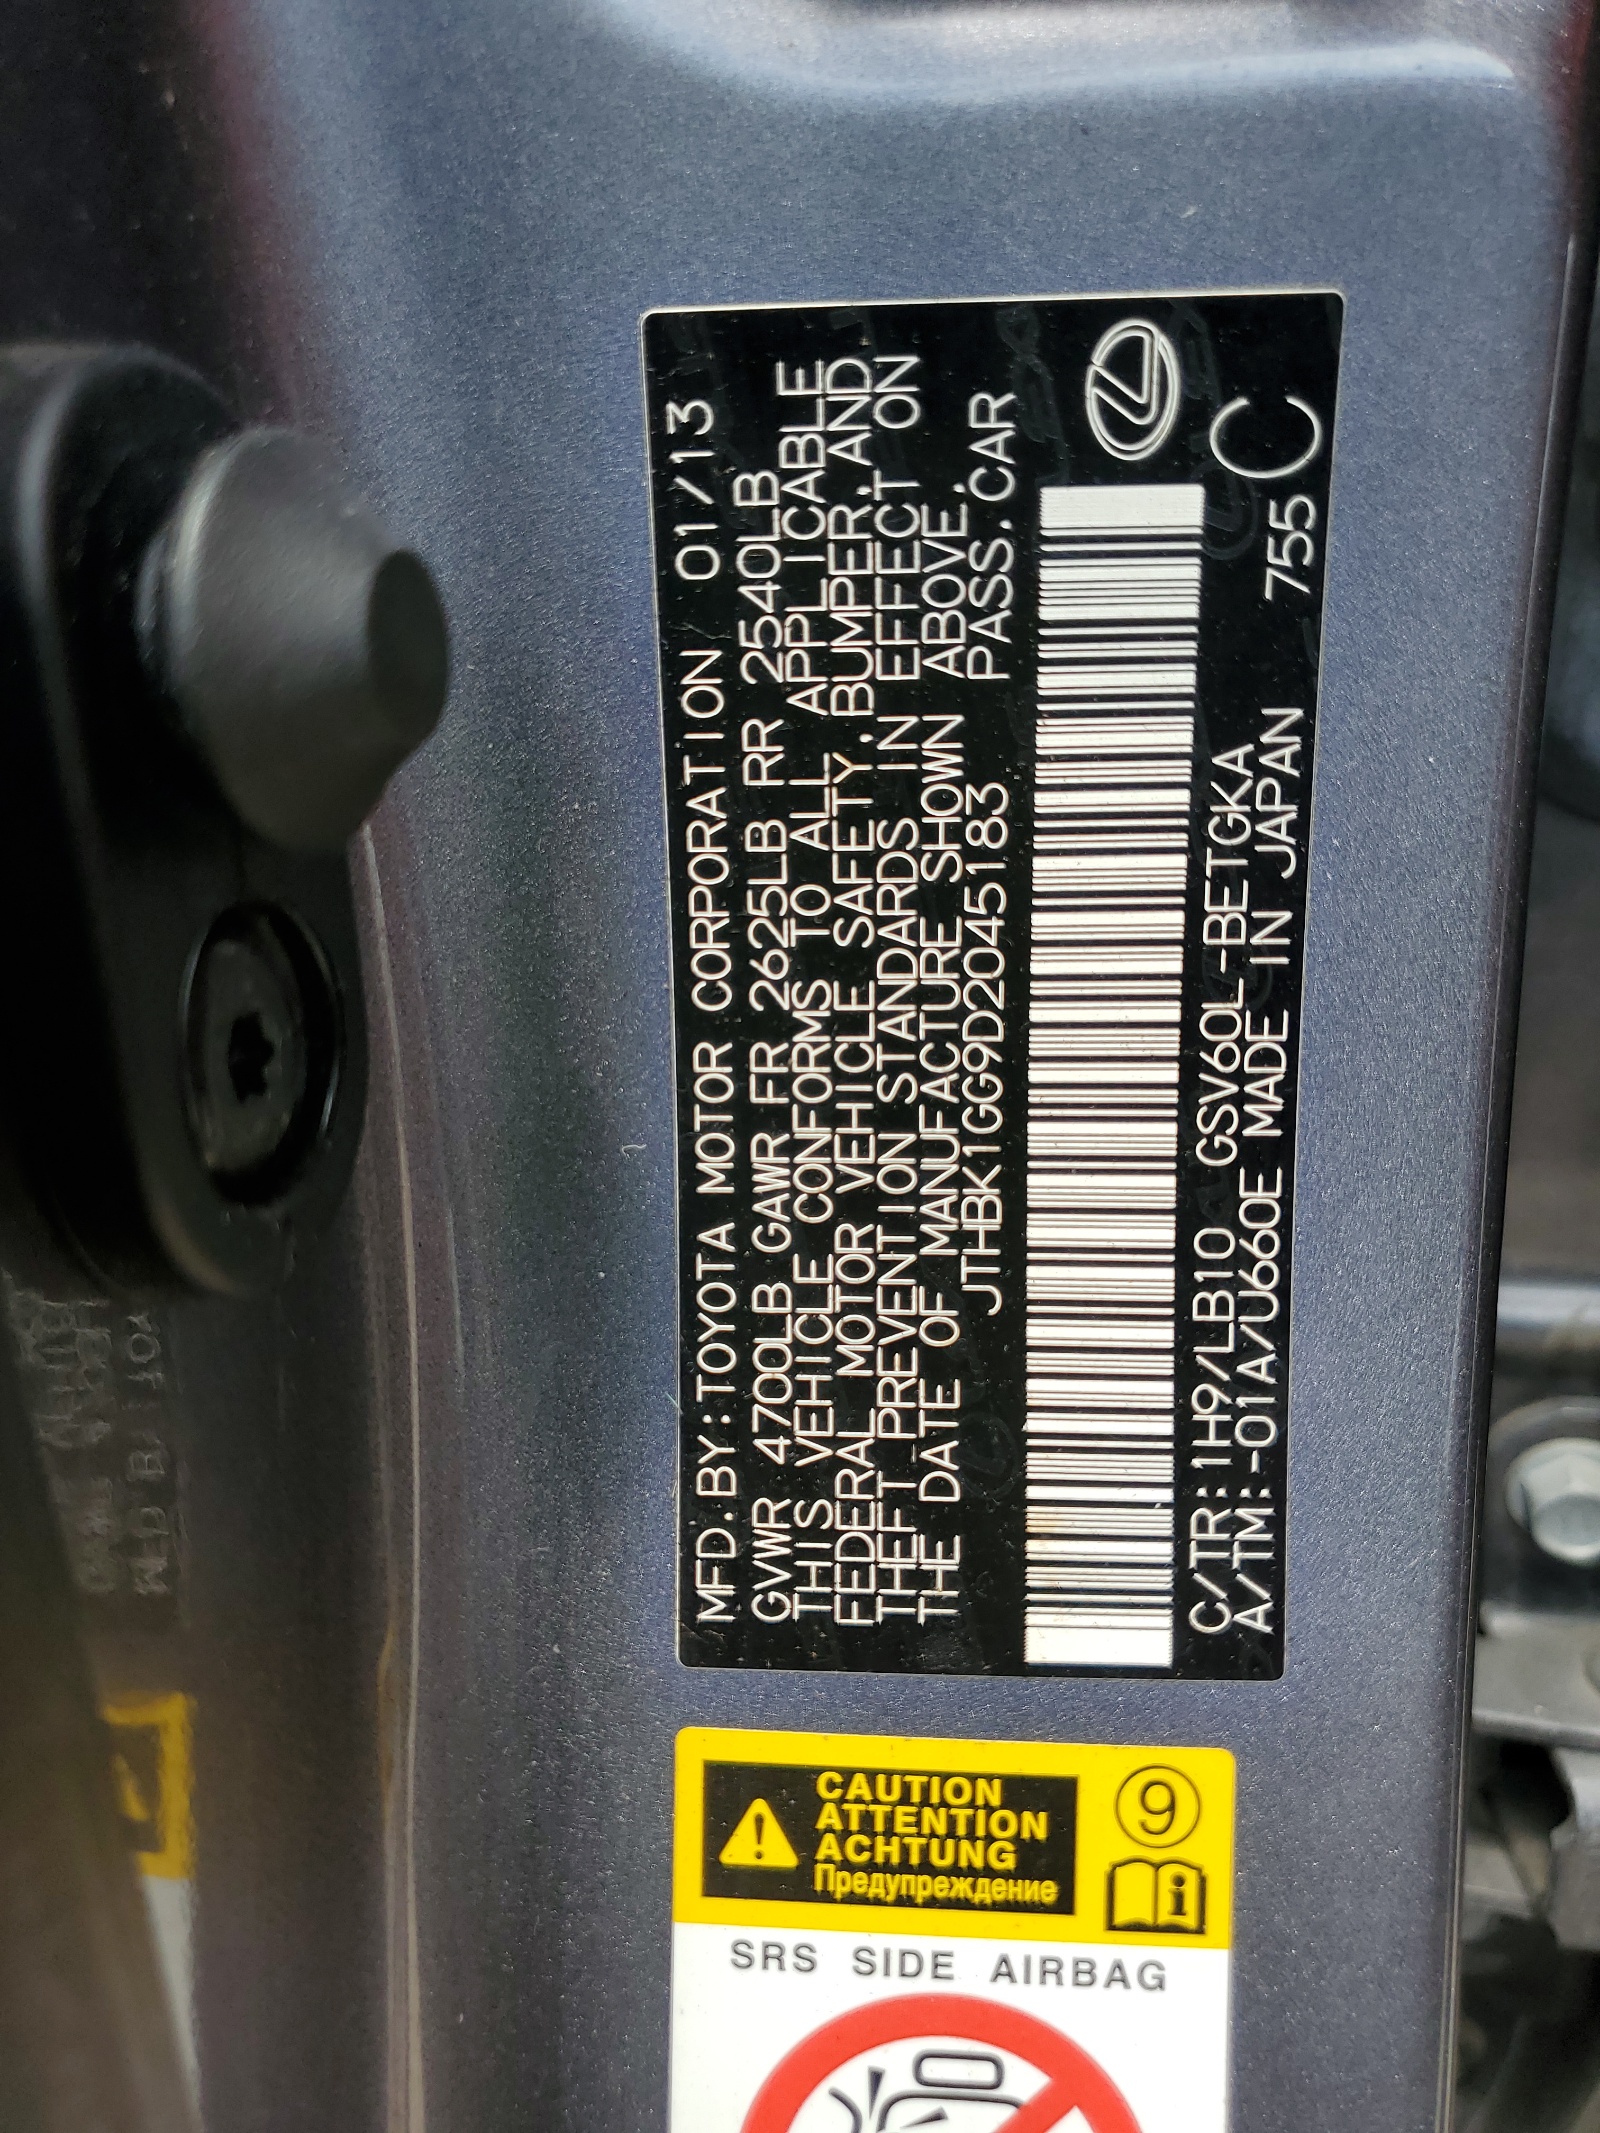 MFD.BY:TOYOTA MOTOR CORPORATION 01/13
GVWR 4700LB GAWR FR 2625LB RR 2540LB
THIS VEHICLE CONFORMS TO ALL APPLICABLE
FEDERAL MOTOR VEHICLE SAFETY,BUMPER,AND
THEFT PREVENTION STANDARDS IN EFFECT ON
THE DATE OF MANUFACTURE SHOWN ABOVE.
JTHBK1GG9D2045183 PASS.CAR
C/TR:1H9/LB10 GSV60L-BETGKA
A/TM:-01A/U660E MADE IN JAPAN 755 C
CAUTION
ATTENTION
ACHTUNG
Предупреждение
9
i
SRS SIDE AIRBAG